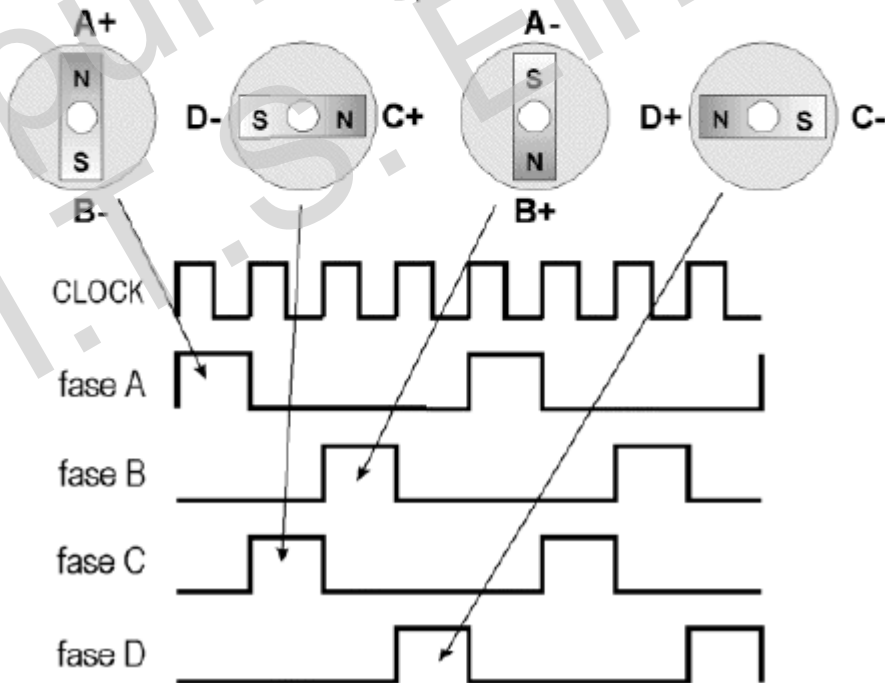 A+ A-
N
S
D- S N C+
S
N
D+ N S C-
B- B+
CLOCK
fase A
fase B
fase C
fase D